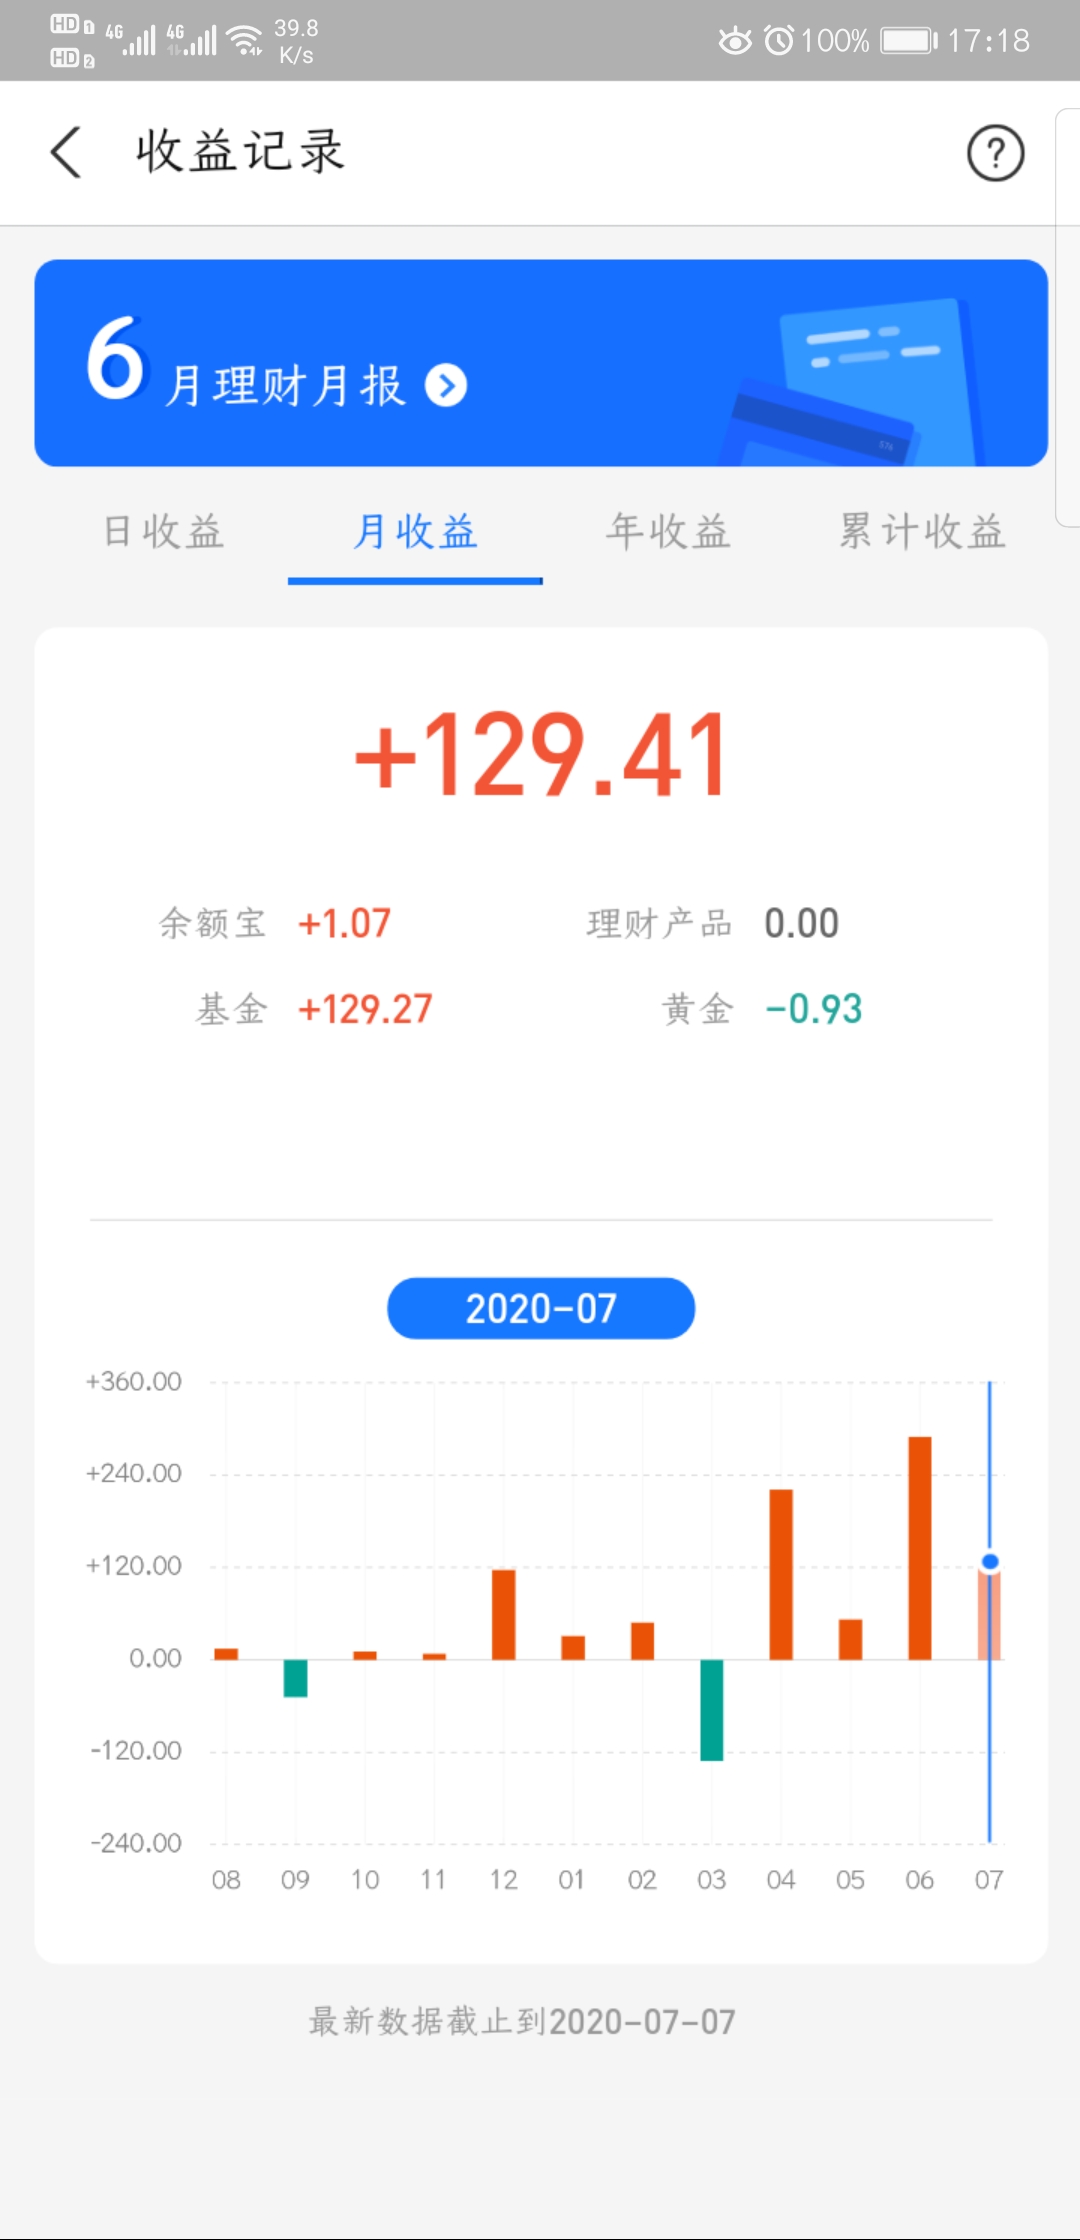 HD 1 4G 4G 39.8 K/s 100% 17:18
HD 2
收益记录 ?
6月理财月报
576
日收益 月收益 年收益 累计收益
+129.41
余额宝 +1.07 理财产品 0.00
基金 +129.27 黄金 -0.93
2020-07
+360.00
+240.00
+120.00
0.00
-120.00
-240.00
08 09 10 11 12 01 02 03 04 05 06 07
最新数据截止到2020-07-07